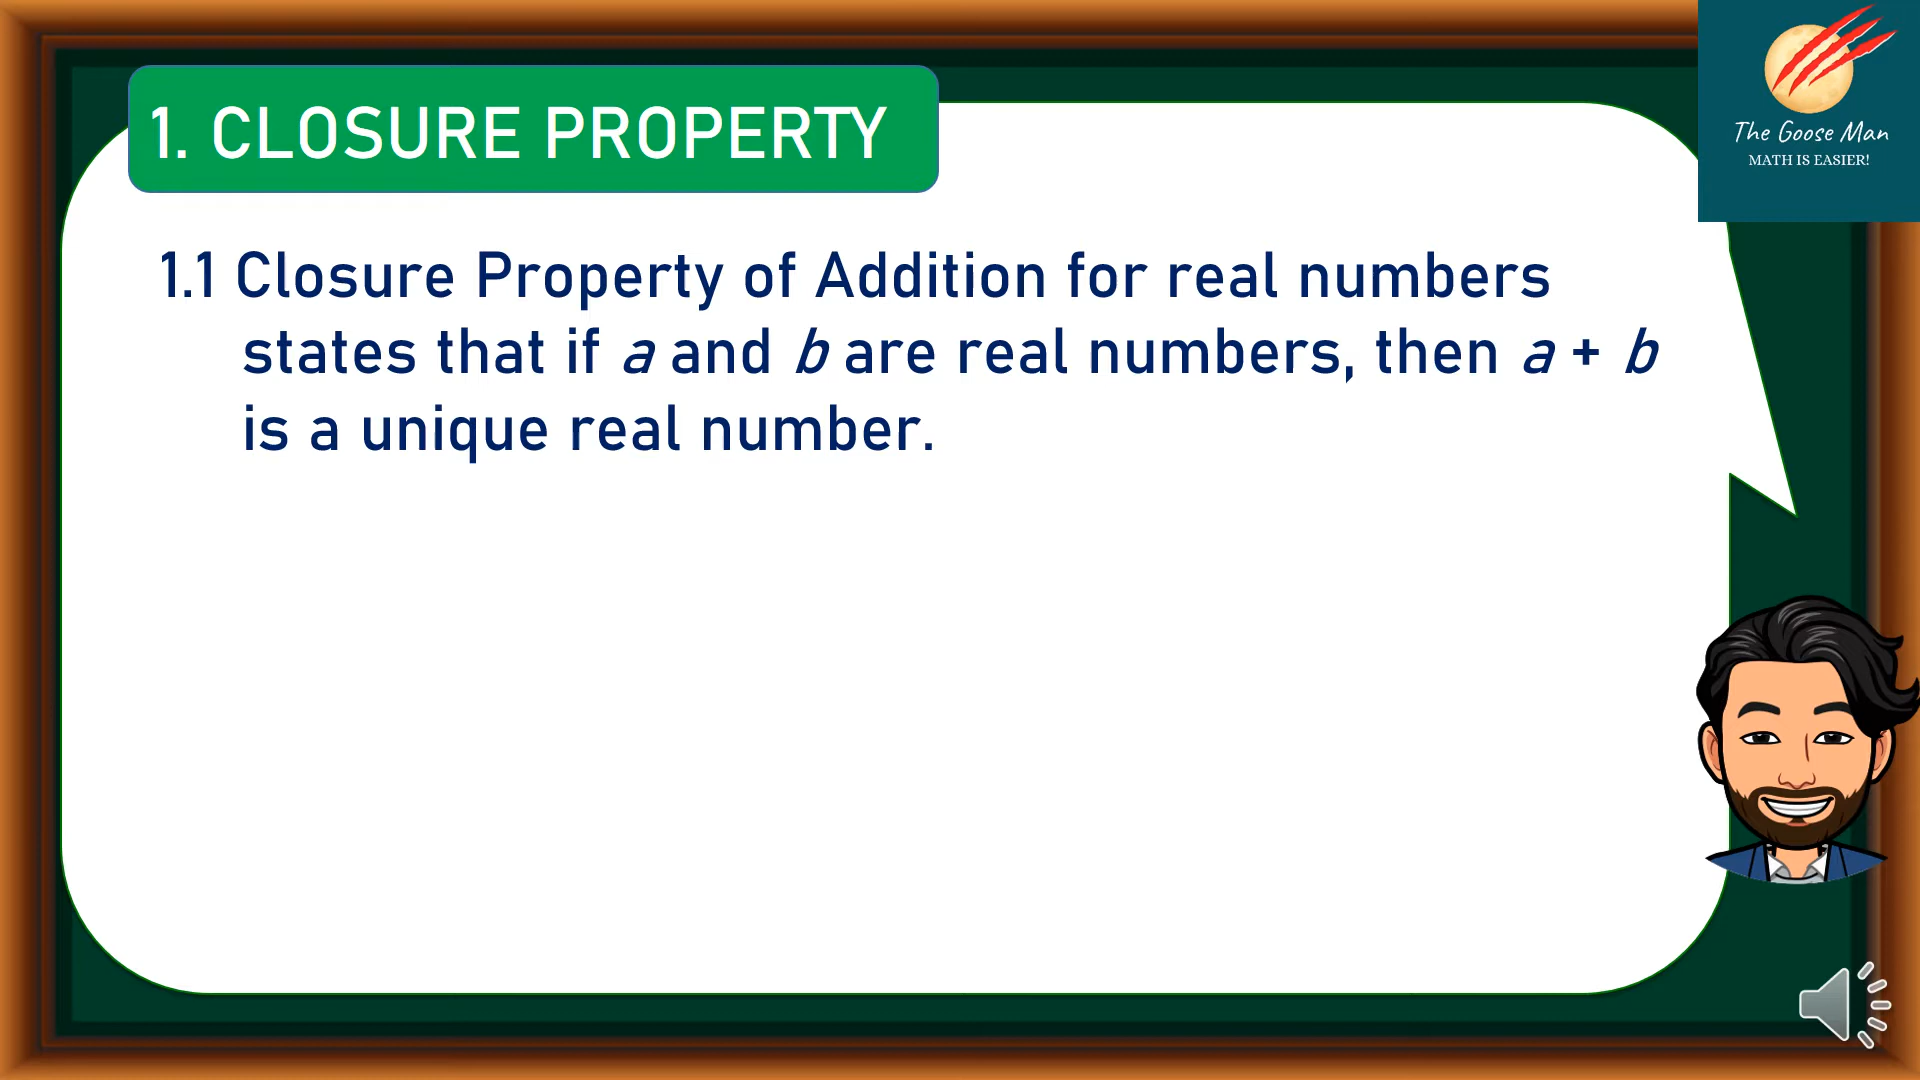 1. CLOSURE PROPERTY
The Goose Man
MATH IS EASIER!
1.1 Closure Property of Addition for real numbers
states that if a and b are real numbers, then a + b
is a unique real number.